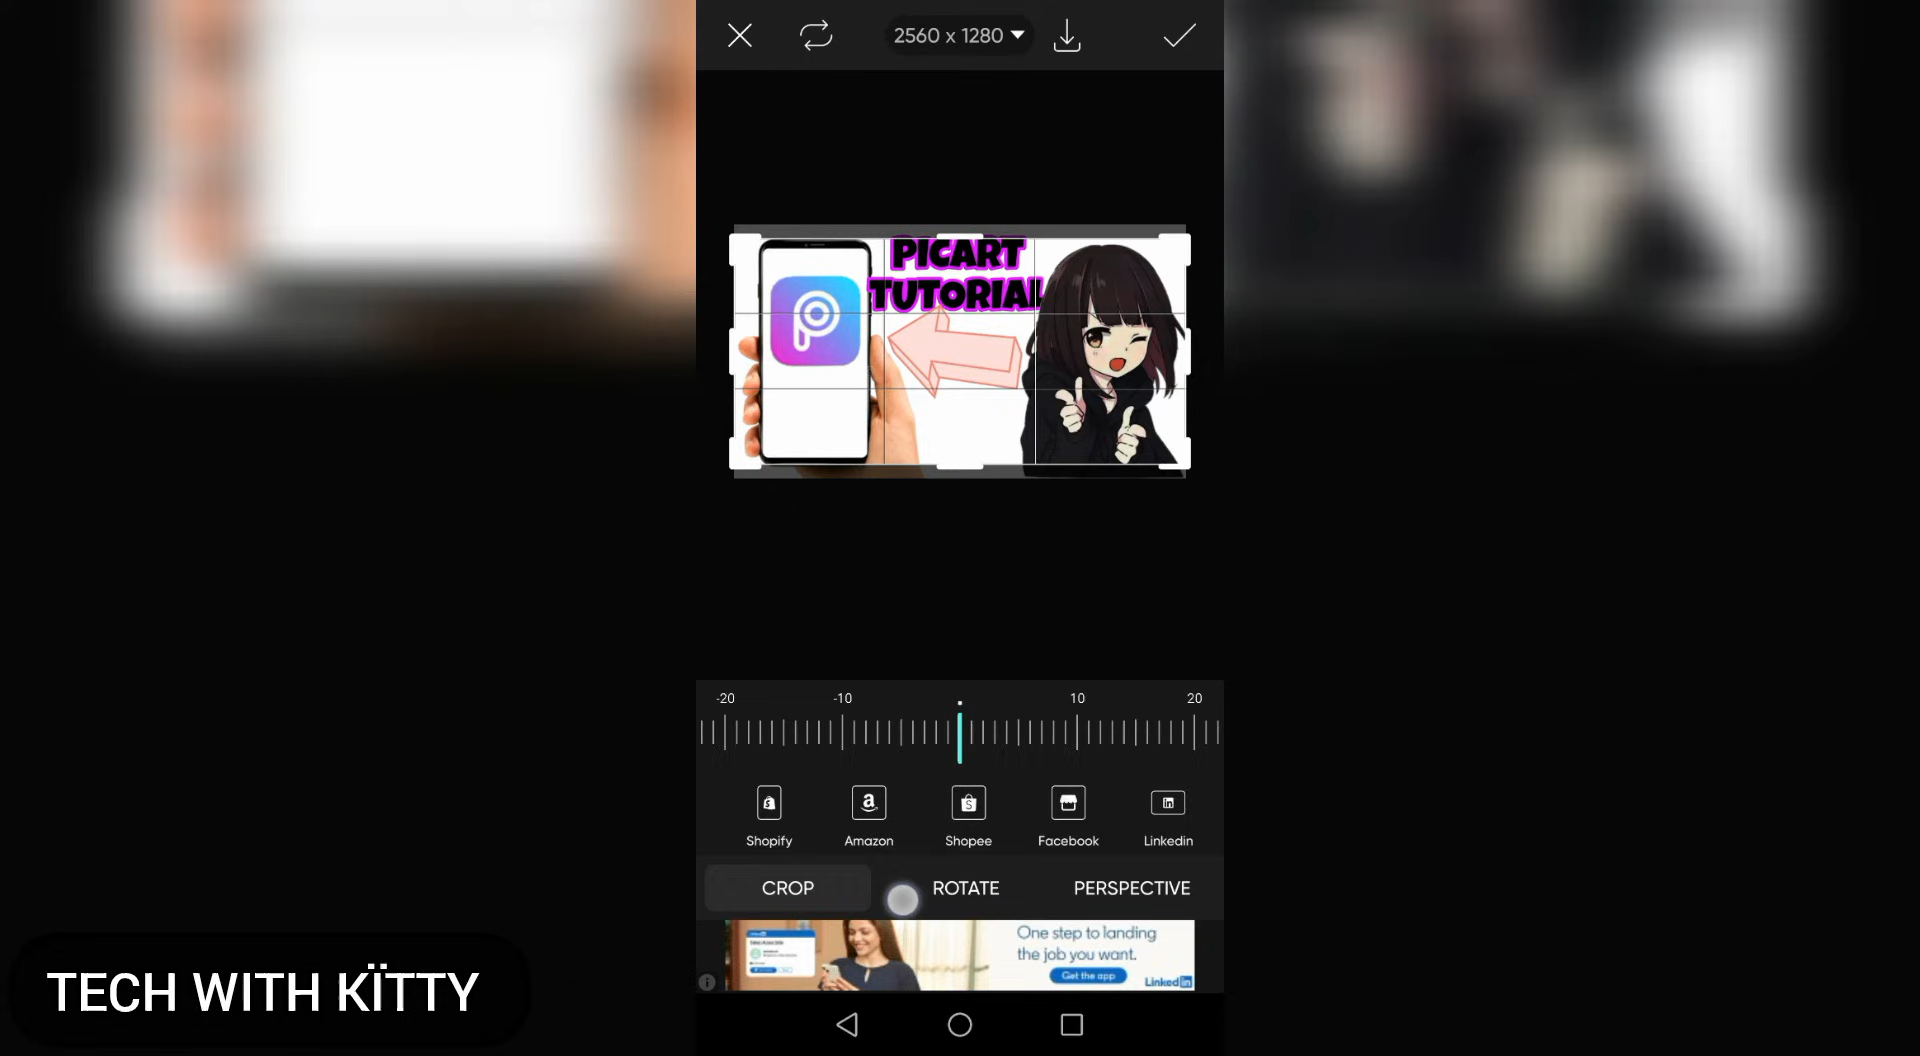 2560 x 1280
PICART
TUTORIAL
-20 -10 10 20
Shopify Amazon Shopee Facebook Linkedin
CROP ROTATE PERSPECTIVE
One step to landing
the job you want.
Get the app
Linked in
TECH WITH KÏTTY